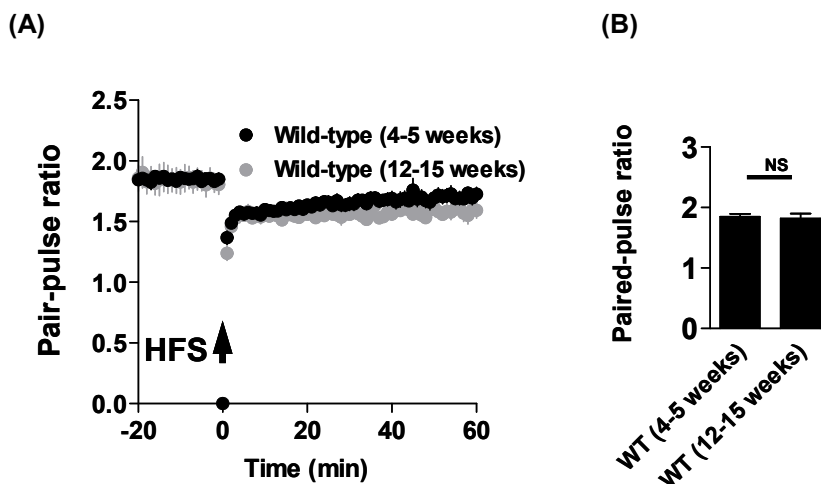 (A)
(B)
Pair-pulse ratio
2.5
2.0
1.5
1.0
0.5
0.0
Wild-type (4-5 weeks)
Wild-type (12-15 weeks)
HFS
-20
0
20
40
60
Time (min)
Paired-pulse ratio
3
2
1
0
NS
WT (4-5 weeks)
WT (12-15 weeks)